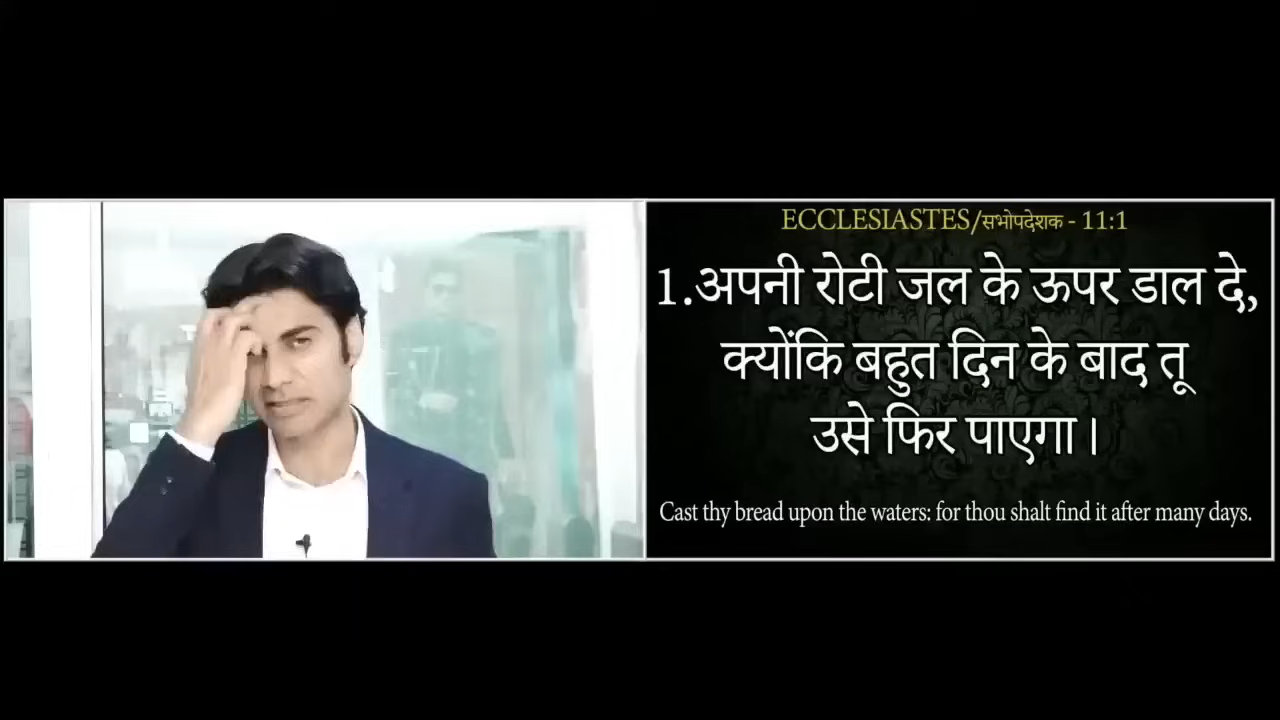 ECCLESIASTES/सभोपदेशक - 11:1
1.अपनी रोटी जल के ऊपर डाल दे,
क्योंकि बहुत दिन के बाद तू
उसे फिर पाएगा।
Cast thy bread upon the waters: for thou shalt find it after many days.